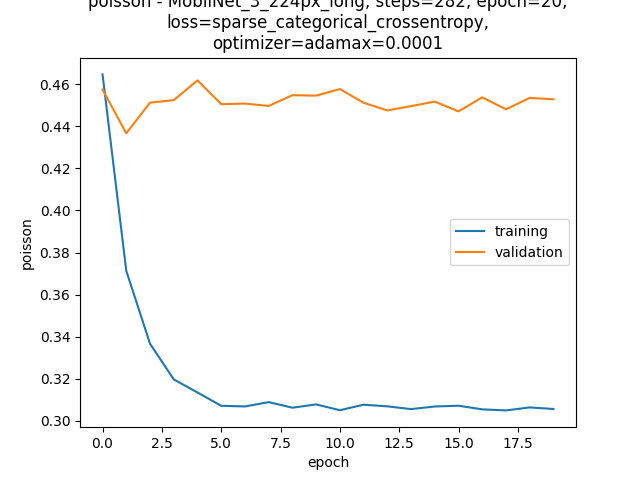 poisson - MobilNet_3_224px_long, steps=282, epoch=20,
loss=sparse_categorical_crossentropy,
optimizer=adamax=0.0001
0.46
0.44
0.42
0.40
0.38
0.36
0.34
0.32
0.30
poisson
training
validation
0.0 2.5 5.0 7.5 10.0 12.5 15.0 17.5
epoch